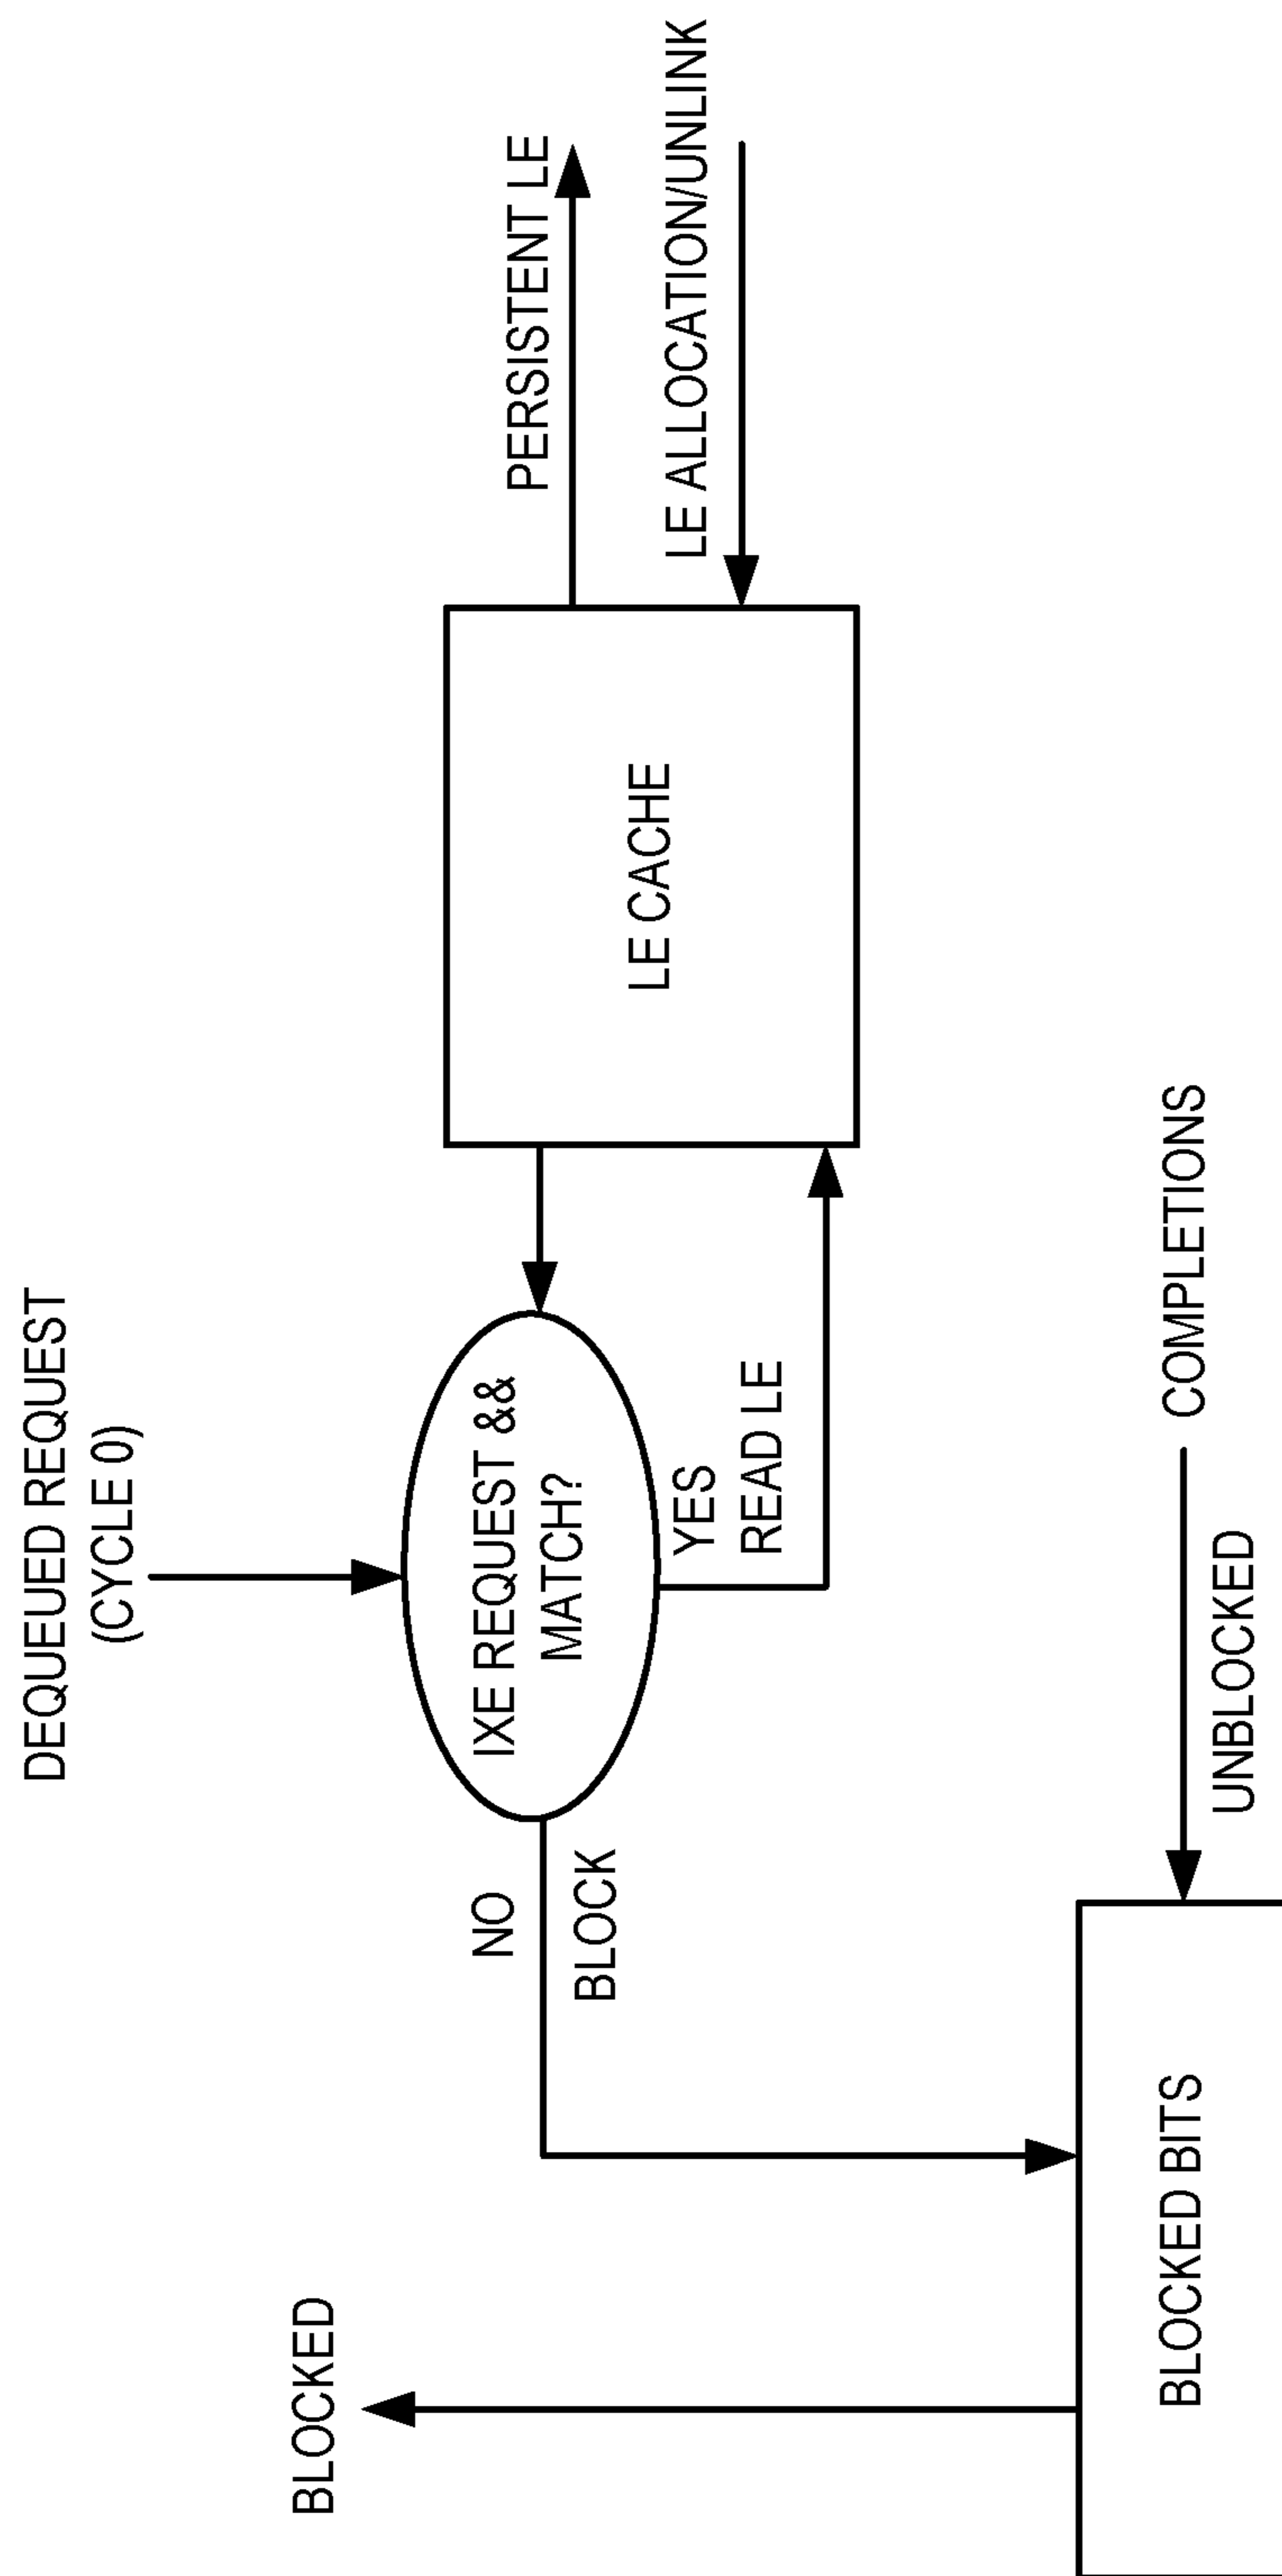 DEQUEUED REQUEST
(CYCLE 0)
BLOCKED
NO
BLOCK
IXE REQUEST &&
MATCH?
YES
READ LE
LE CACHE
PERSISTENT LE
LE ALLOCATION/UNLINK
BLOCKED BITS
COMPLETIONS
UNBLOCKED